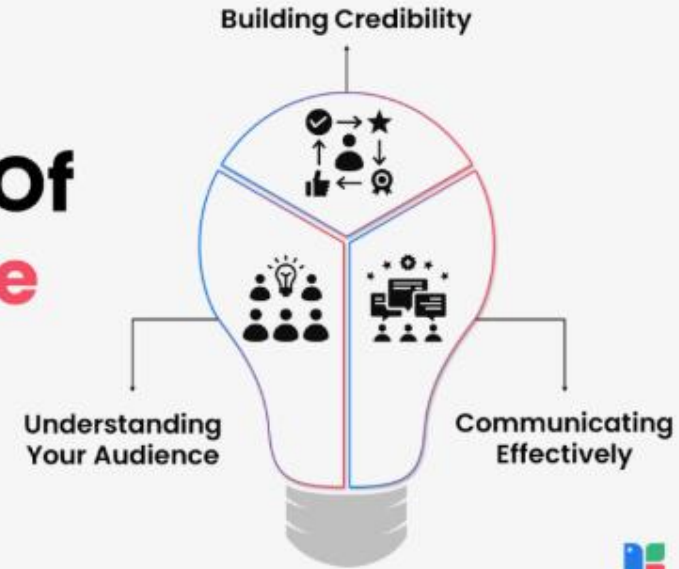 Building Credibility
Of
e
Understanding
Your Audience
Communicating
Effectively